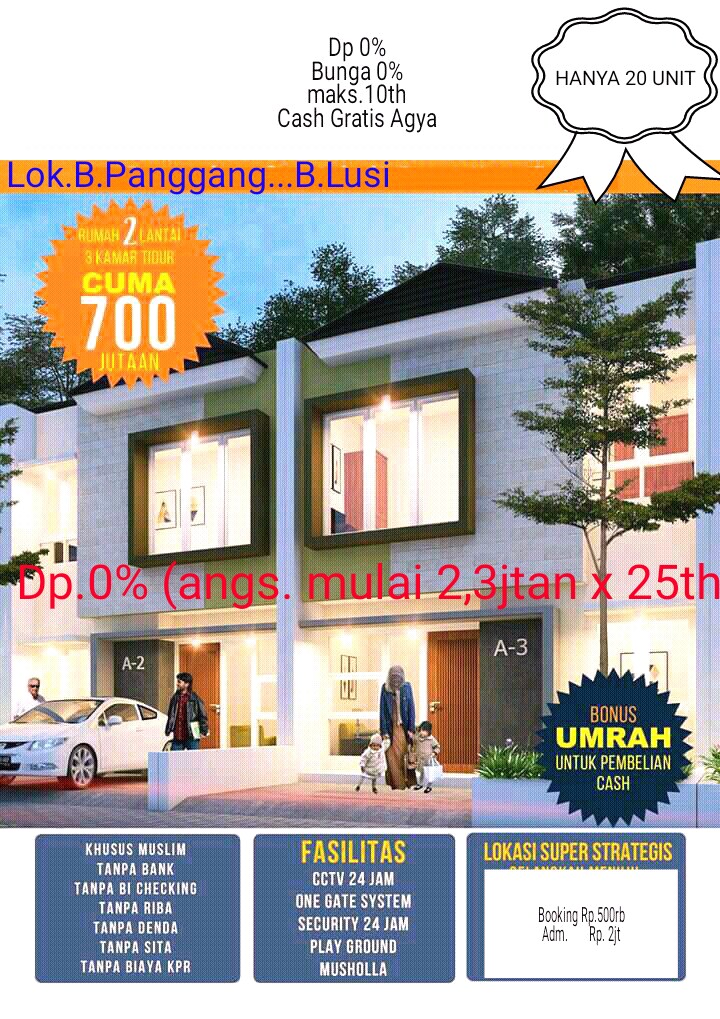 Dp 0%
Bunga 0%
maks.10th
Cash Gratis Agya
HANYA 20 UNIT
Lok.B.Panggang...B.Lusi
RUMAH 2 LANTAI
3 KAMAR TIDUR
CUMA
700
JUTAAN
Dp.0% (angs. mulai 2,3jtan x 25th
A-2
A-3
BONUS
UMRAH
UNTUK PEMBELIAN
CASH
KHUSUS MUSLIM
TANPA BANK
TANPA BI CHECKING
TANPA RIBA
TANPA DENDA
TANPA SITA
TANPA BIAYA KPR
FASILITAS
CCTV 24 JAM
ONE GATE SYSTEM
SECURITY 24 JAM
PLAY GROUND
MUSHOLLA
LOKASI SUPER STRATEGIS
Booking Rp.500rb
Adm. Rp. 2jt